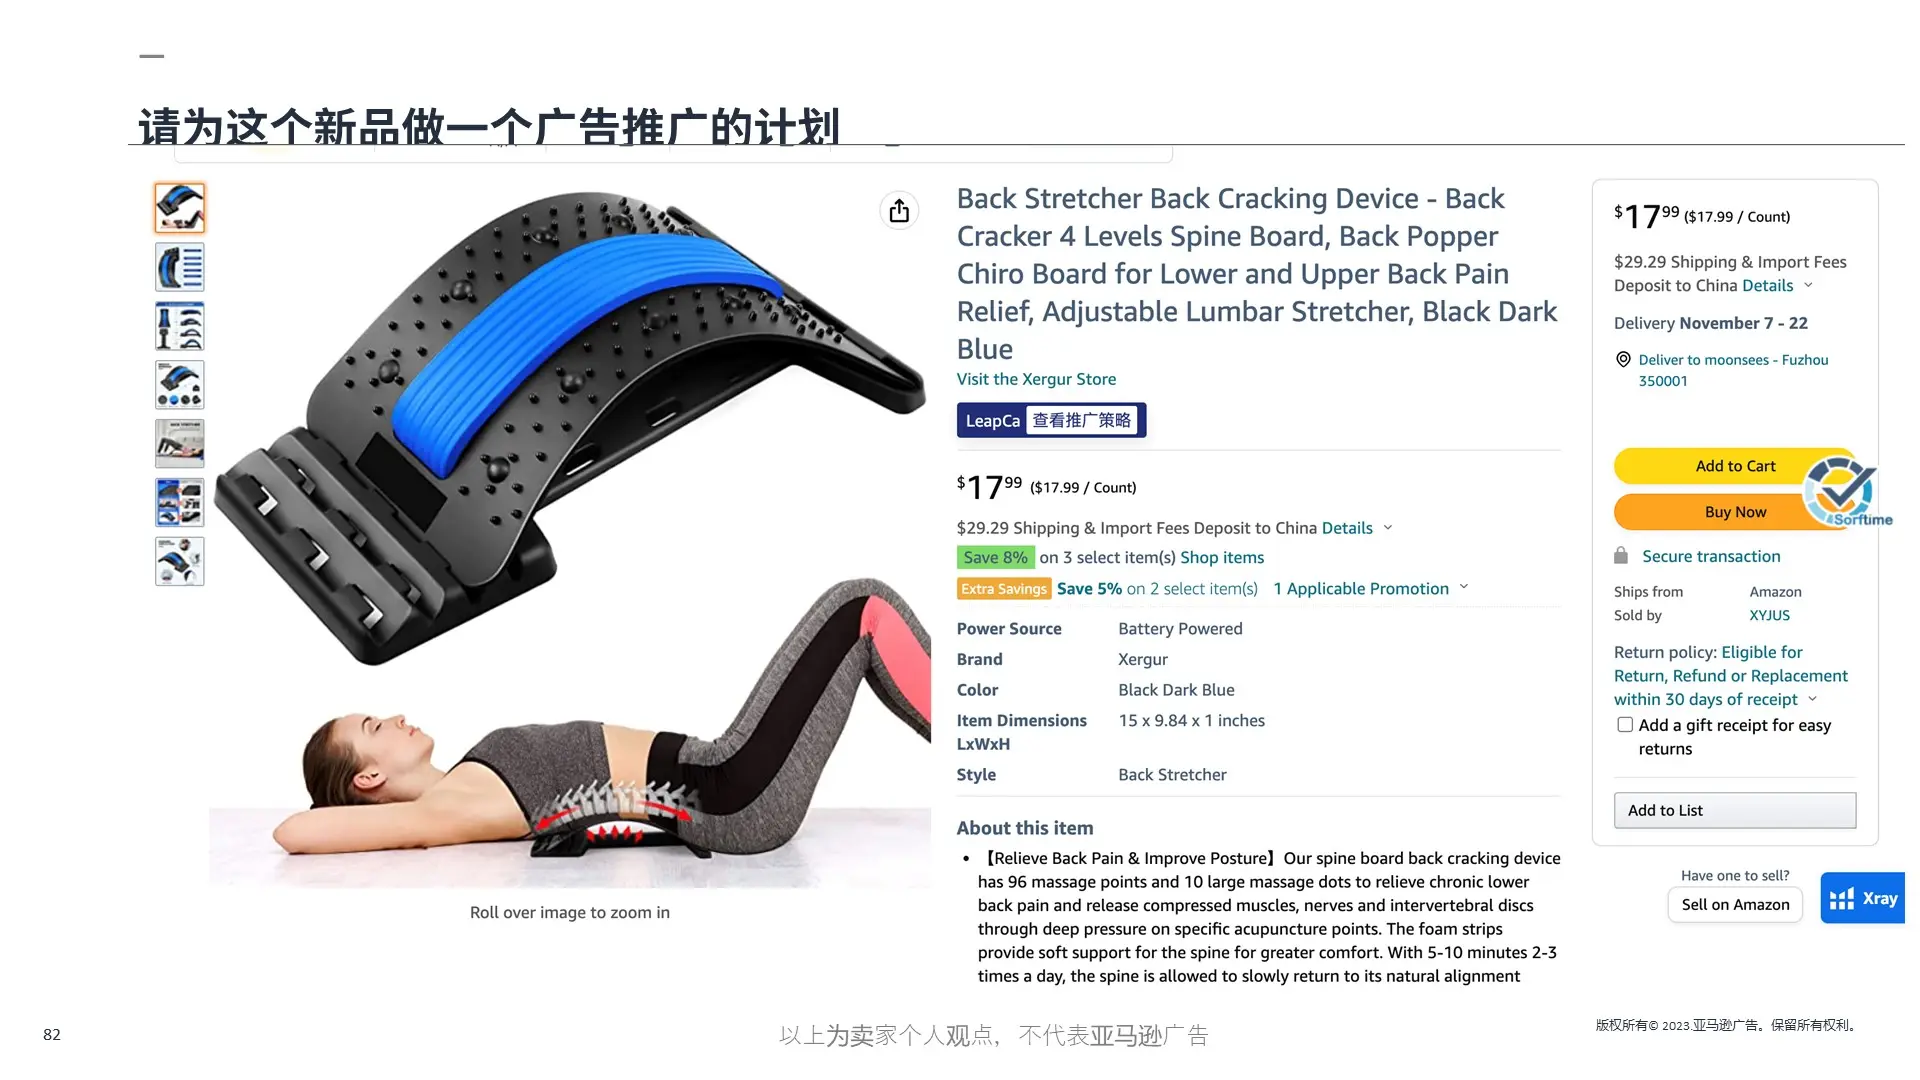 请为这个新品做一个广告推广的计划
Back Stretcher Back Cracking Device - Back
Cracker 4 Levels Spine Board, Back Popper
Chiro Board for Lower and Upper Back Pain
Relief, Adjustable Lumbar Stretcher, Black Dark
Blue
Visit the Xergur Store
LeapCa 查看推广策略
$17.99 ($17.99 / Count)
$29.29 Shipping & Import Fees Deposit to China Details
Save 8% on 3 select item(s) Shop items
Extra Savings Save 5% on 2 select item(s) 1 Applicable Promotion
Power Source Battery Powered
Brand Xergur
Color Black Dark Blue
Item Dimensions 15 x 9.84 x 1 inches
LxWxH
Style Back Stretcher
About this item
• 【Relieve Back Pain & Improve Posture】Our spine board back cracking device
has 96 massage points and 10 large massage dots to relieve chronic lower
back pain and release compressed muscles, nerves and intervertebral discs
through deep pressure on specific acupuncture points. The foam strips
provide soft support for the spine for greater comfort. With 5-10 minutes 2-3
times a day, the spine is allowed to slowly return to its natural alignment
Roll over image to zoom in
$17.99 ($17.99 / Count)
$29.29 Shipping & Import Fees
Deposit to China Details
Delivery November 7 - 22
Deliver to moonsees - Fuzhou
350001
Add to Cart
Buy Now
Sorftime
Secure transaction
Ships from Amazon
Sold by XYJUS
Return policy: Eligible for
Return, Refund or Replacement
within 30 days of receipt
Add a gift receipt for easy
returns
Add to List
Have one to sell?
Sell on Amazon
Xray
82
以上为卖家个人观点，不代表亚马逊广告
版权所有© 2023.亚马逊广告。保留所有权利。